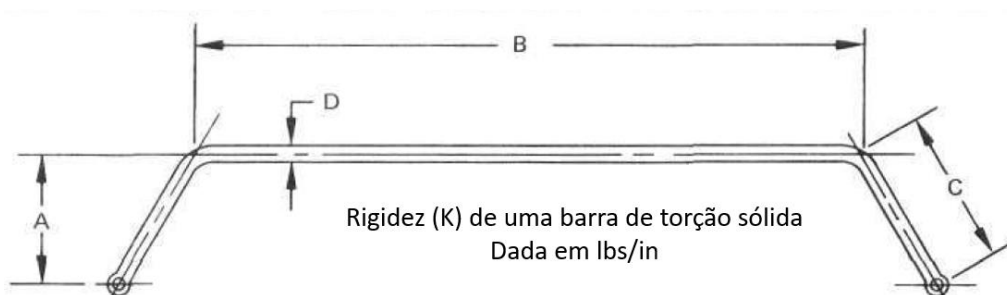 B
D
A
C
Rigidez (K) de uma barra de torção sólida
Dada em lbs/in